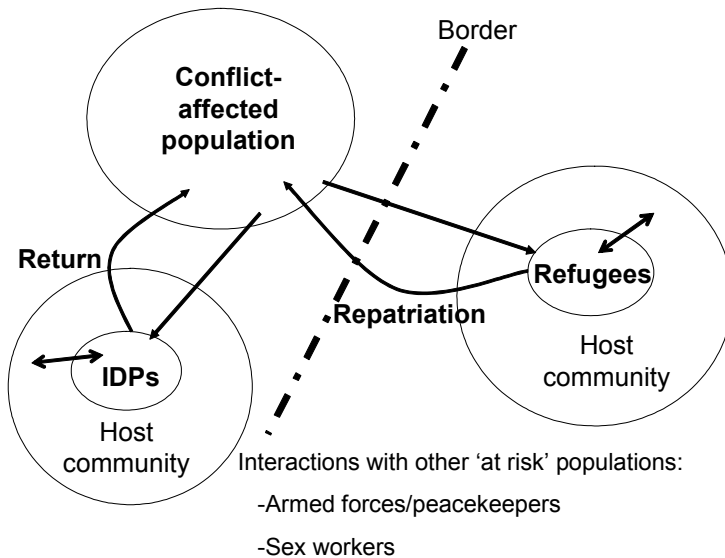 Border
Conflict-
affected
population
Return
Refugees
Repatriation
Host
community
IDPs
Host
community
Interactions with other ‘at risk’ populations:
-Armed forces/peacekeepers
-Sex workers